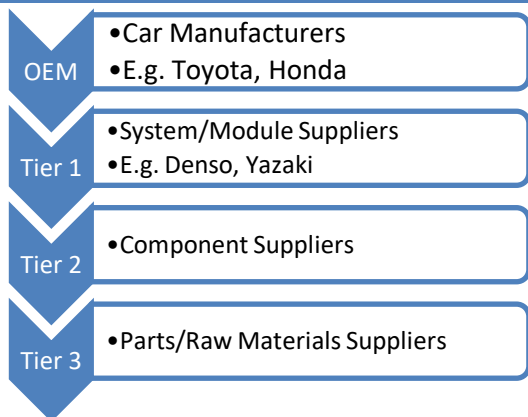 OEM
•Car Manufacturers
•E.g. Toyota, Honda
Tier 1
•System/Module Suppliers
•E.g. Denso, Yazaki
Tier 2
•Component Suppliers
Tier 3
•Parts/Raw Materials Suppliers